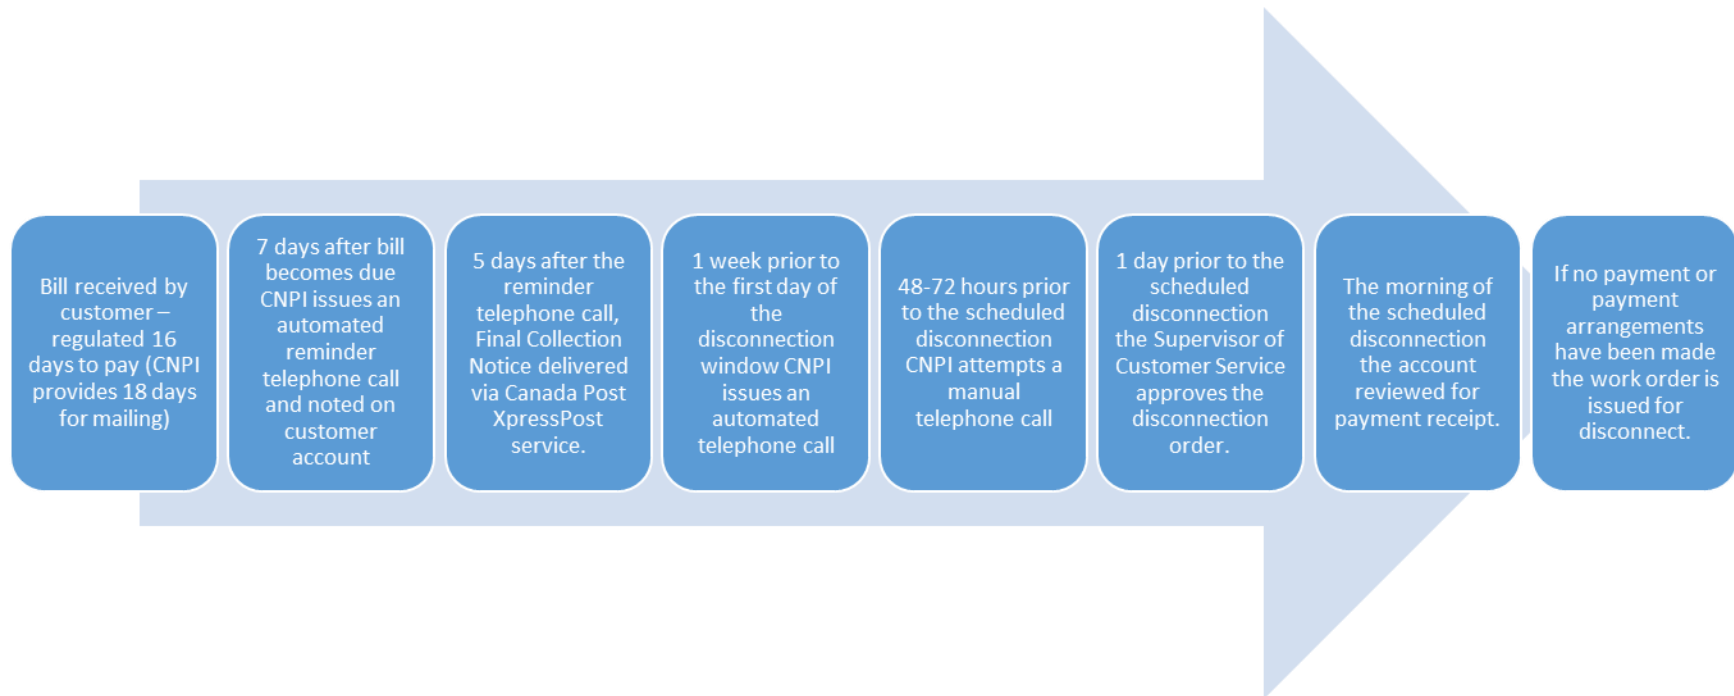 Bill received by
customer –
regulated 16
days to pay (CNPI
provides 18 days
for mailing)
7 days after bill
becomes due
CNPI issues an
automated
reminder
telephone call
and noted on
customer
account
5 days after the
reminder
telephone call,
Final Collection
Notice delivered
via Canada Post
XpressPost
service.
1 week prior to
the first day of
the
disconnection
window CNPI
issues an
automated
telephone call
48-72 hours prior
to the scheduled
disconnection
CNPI attempts a
manual
telephone call
1 day prior to the
scheduled
disconnection
the Supervisor of
Customer Service
approves the
disconnection
order.
The morning of
the scheduled
disconnection
the account
reviewed for
payment receipt.
If no payment or
payment
arrangements
have been made
the work order is
issued for
disconnect.